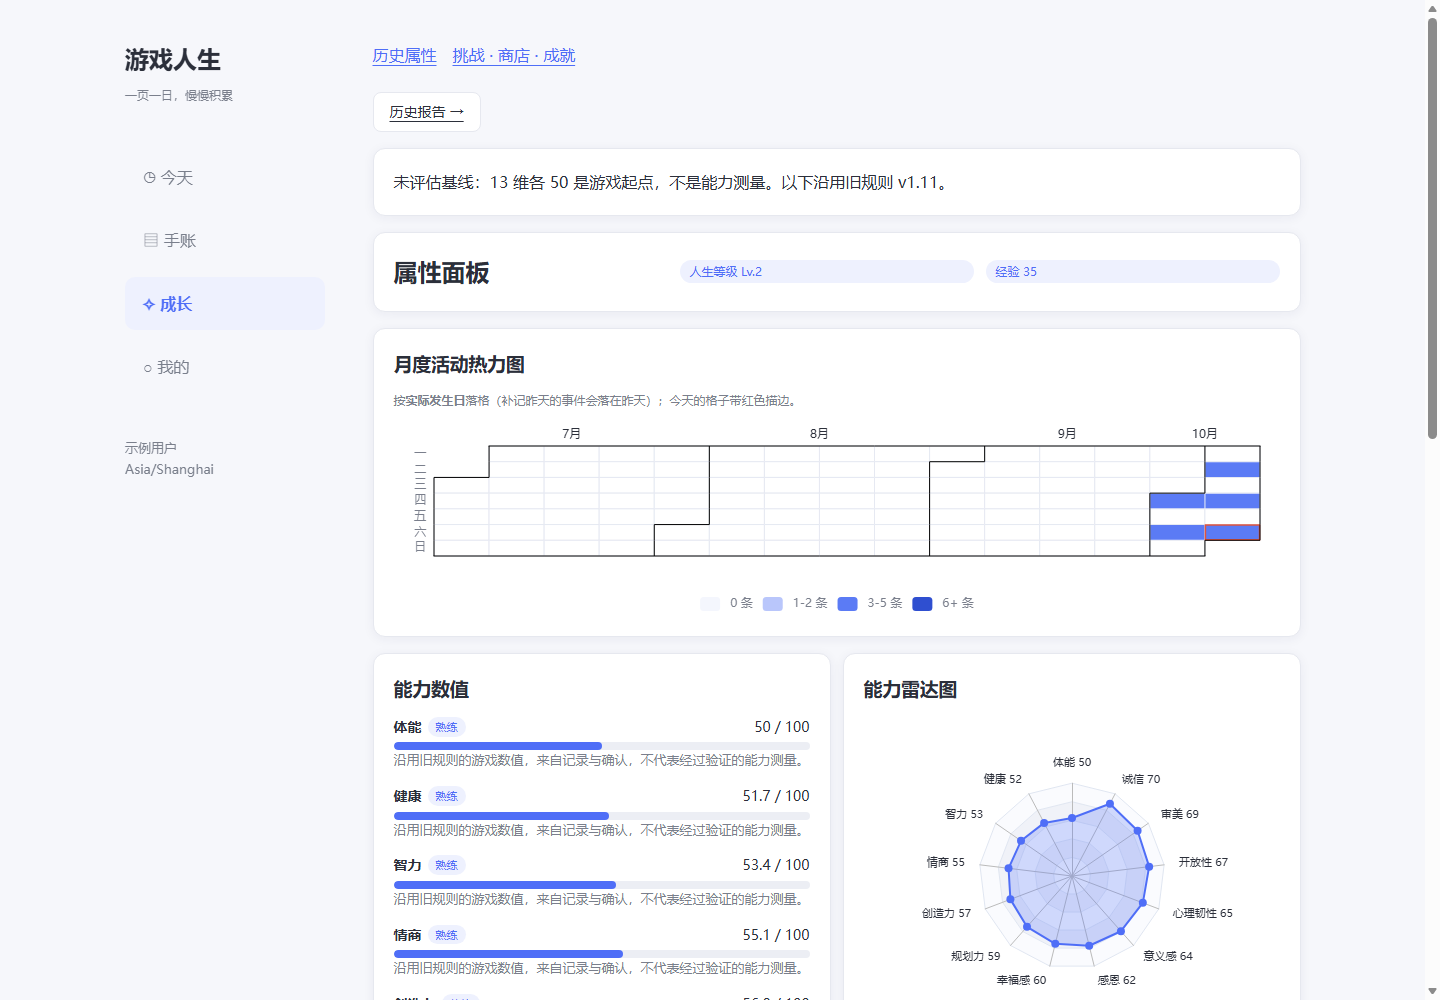 游戏人生
一页一日，慢慢积累
◷ 今天
▤ 手账
✧ 成长
○ 我的
示例用户
Asia/Shanghai
历史属性 挑战 · 商店 · 成就
历史报告 →
未评估基线：13 维各 50 是游戏起点，不是能力测量。以下沿用旧规则 v1.11。
属性面板
人生等级 Lv.2
经验 35
月度活动热力图
按实际发生日落格（补记昨天的事件会落在昨天）；今天的格子带红色描边。
7月 8月 9月 10月
一
二
三
四
五
六
日
0 条 1-2 条 3-5 条 6+ 条
能力数值
体能 熟练 50 / 100
沿用旧规则的游戏数值，来自记录与确认，不代表经过验证的能力测量。
健康 熟练 51.7 / 100
沿用旧规则的游戏数值，来自记录与确认，不代表经过验证的能力测量。
智力 熟练 53.4 / 100
沿用旧规则的游戏数值，来自记录与确认，不代表经过验证的能力测量。
情商 熟练 55.1 / 100
沿用旧规则的游戏数值，来自记录与确认，不代表经过验证的能力测量。
能力雷达图
体能 50
健康 52
诚信 70
智力 53
审美 69
情商 55
开放性 67
创造力 57
心理韧性 65
规划力 59
意义感 64
幸福感 60
感恩 62